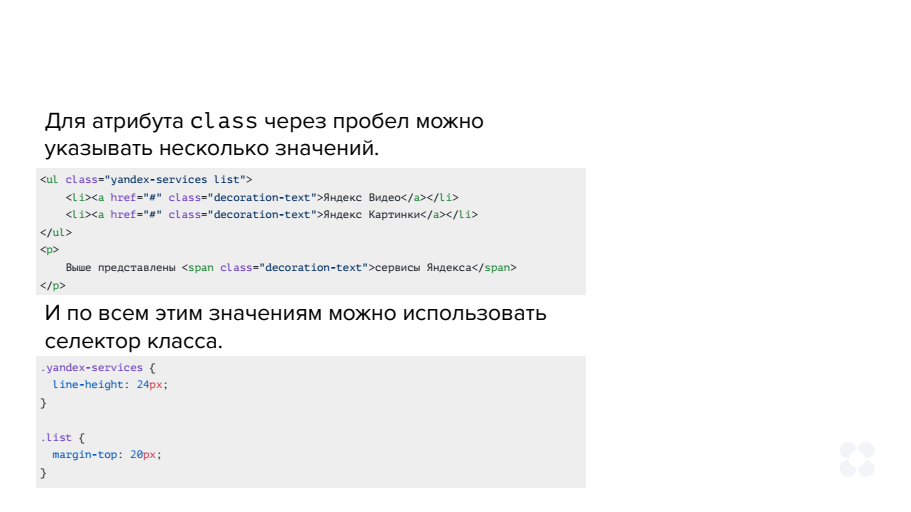 Для атрибута class через пробел можно
указывать несколько значений.
<ul class="yandex-services list">
    <li><a href="#" class="decoration-text">Яндекс Видео</a></li>
    <li><a href="#" class="decoration-text">Яндекс Картинки</a></li>
</ul>
<p>
    Выше представлены <span class="decoration-text">сервисы Яндекса</span>
</p>
И по всем этим значениям можно использовать
селектор класса.
.yandex-services {
  line-height: 24px;
}
.list {
  margin-top: 20px;
}